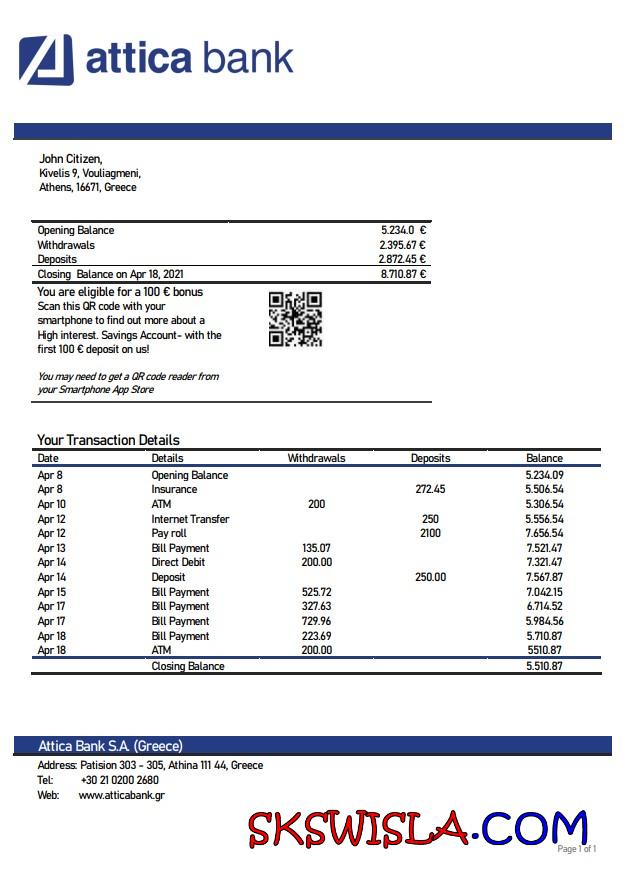 attica bank
John Citizen,
Kivelis 9, Vouliagmeni,
Athens, 16671, Greece
Opening Balance 5.234.0 €
Withdrawals 2.395.67 €
Deposits 2.872.45 €
Closing Balance on Apr 18, 2021 8.710.87 €
You are eligible for a 100 € bonus
Scan this QR code with your
smartphone to find out more about a
High interest. Savings Account- with the
first 100 € deposit on us!
You may need to get a QR code reader from
your Smartphone App Store
Your Transaction Details
Date Details Withdrawals Deposits Balance
Apr 8 Opening Balance 5.234.09
Apr 8 Insurance 272.45 5.506.54
Apr 10 ATM 200 5.306.54
Apr 12 Internet Transfer 250 5.556.54
Apr 12 Pay roll 2100 7.656.54
Apr 13 Bill Payment 135.07 7.521.47
Apr 14 Direct Debit 200.00 7.321.47
Apr 14 Deposit 250.00 7.567.87
Apr 15 Bill Payment 525.72 7.042.15
Apr 17 Bill Payment 327.63 6.714.52
Apr 17 Bill Payment 729.96 5.984.56
Apr 18 Bill Payment 223.69 5.710.87
Apr 18 ATM 200.00 5510.87
Closing Balance 5.510.87
Attica Bank S.A. (Greece)
Address: Patision 303 - 305, Athina 111 44, Greece
Tel: +30 21 0200 2680
Web: www.atticabank.gr
SKSWISLA.COM
Page 1 of 1